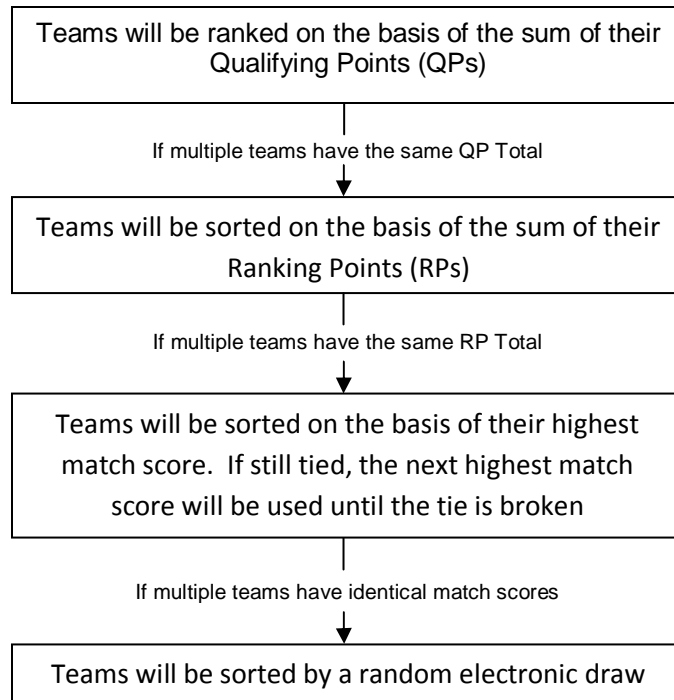 Teams will be ranked on the basis of the sum of their
Qualifying Points (QPs)
If multiple teams have the same QP Total
Teams will be sorted on the basis of the sum of their
Ranking Points (RPs)
If multiple teams have the same RP Total
Teams will be sorted on the basis of their highest
match score.  If still tied, the next highest match
score will be used until the tie is broken
If multiple teams have identical match scores
Teams will be sorted by a random electronic draw